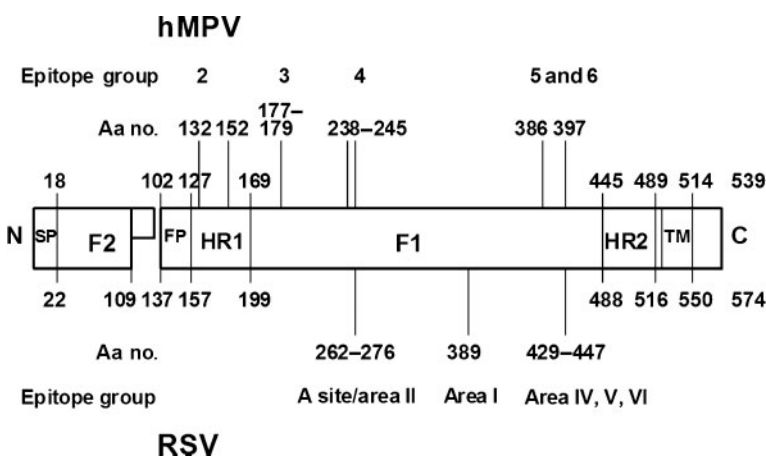 hMPV
Epitope group 2 3 4 5 and 6
177–
Aa no. 132 152 179 238–245 386 397
18 102 127 169 445 489 514 539
N SP F2 FP HR1 F1 HR2 TM C
22 109 137 157 199 488 516 550 574
Aa no. 262–276 389 429–447
Epitope group A site/area II Area I Area IV, V, VI
RSV